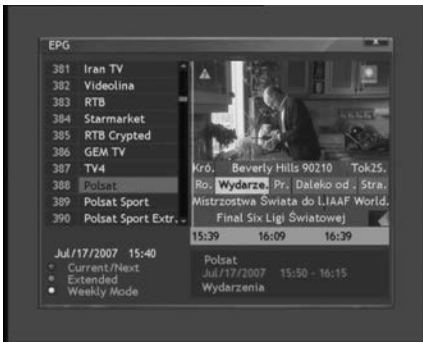 EPG
381 Iran TV
382 Videolina
383 RTB
384 Starmarket
385 RTB Crypted
386 GEM TV
387 TV4
388 Polsat
389 Polsat Sport
390 Polsat Sport Extr.
Król. Beverly Hills 90210 Tok2S.
Ro. Wydarze. Pr. Daleko od . Stra.
Mistrzostwa Świata do l.IAAF World.
Final Six Ligi Światowej
15:39 16:09 16:39
Jul/17/2007 15:40
Current/Next
Extended
Weekly Mode
Polsat
Jul/17/2007 15:50 - 16:15
Wydarzenia